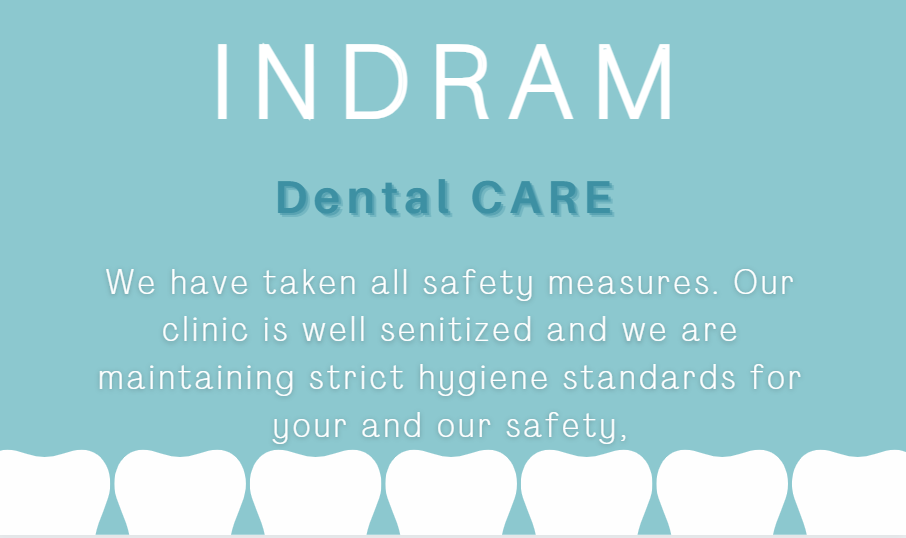 INDRAM
Dental CARE
We have taken all safety measures. Our
clinic is well senitized and we are
maintaining strict hygiene standards for
your and our safety,